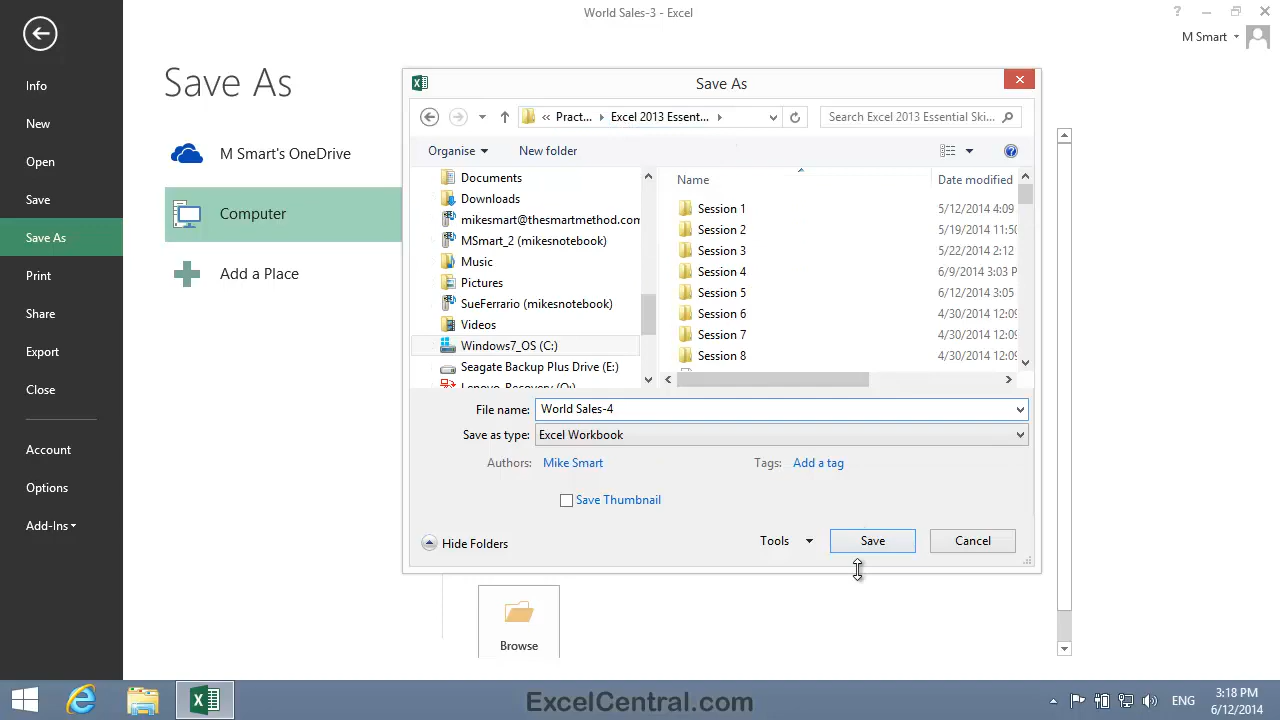 World Sales-3 - Excel
?
M Smart
Info
New
Open
Save
Save As
Print
Share
Export
Close
Account
Options
Add-Ins
Save As
M Smart's OneDrive
Computer
Add a Place
Save As
« Pract... Excel 2013 Essent...
Search Excel 2013 Essential Ski...
Organise
New folder
?
Documents
Downloads
mikesmart@thesmartmethod.com
MSmart_2 (mikesnotebook)
Music
Pictures
SueFerrario (mikesnotebook)
Videos
Windows7_OS (C:)
Seagate Backup Plus Drive (E:)
Lenovo_Recovery (Q:)
Name Date modified
Session 1 5/12/2014 4:09
Session 2 5/19/2014 11:50
Session 3 5/22/2014 2:12
Session 4 6/9/2014 3:03 P
Session 5 6/12/2014 3:05
Session 6 4/30/2014 12:09
Session 7 4/30/2014 12:09
Session 8 4/30/2014 12:09
File name: World Sales-4
Save as type: Excel Workbook
Authors: Mike Smart Tags: Add a tag
Save Thumbnail
Hide Folders
Tools
Save
Cancel
Browse
ExcelCentral.com
ENG
3:18 PM
6/12/2014